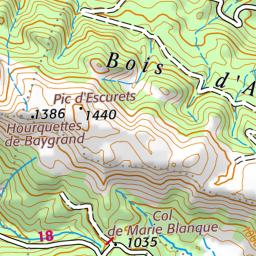 Bois
d'A
Pic d'Escurets
1386
1440
Hourquettes
de Baygrand
Col
de Marie Blanque
18
1035